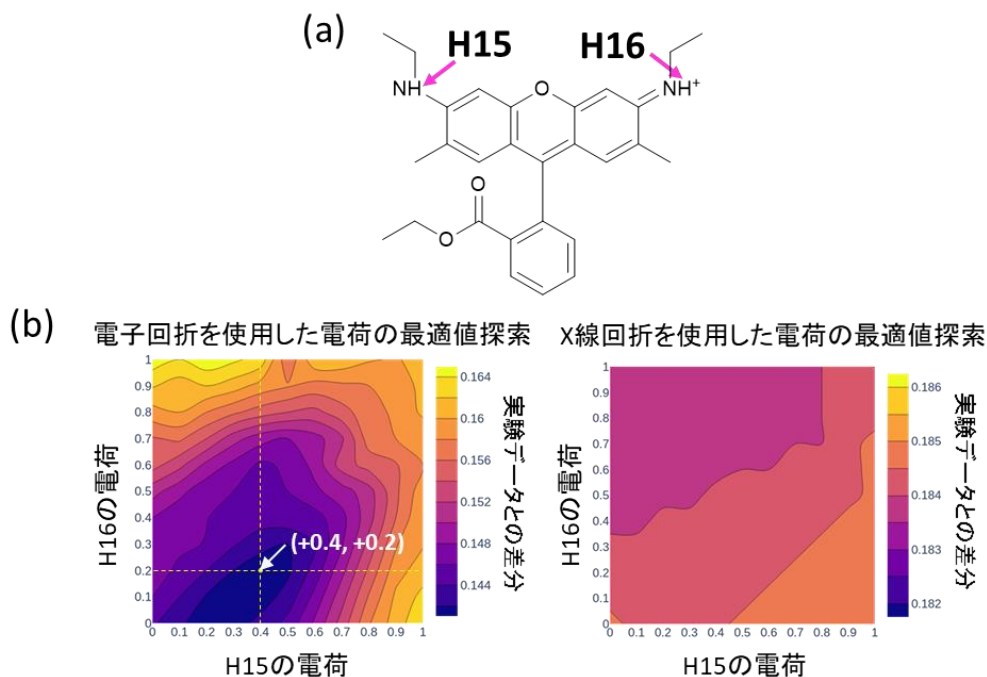 (a)
H15
H16
NH
O
NH⁺
O
O
(b)
電子回折を使用した電荷の最適値探索
X線回折を使用した電荷の最適値探索
H16の電荷
1
0.9
0.8
0.7
0.6
0.5
0.4
0.3
0.2
0.1
0
(+0.4, +0.2)
0 0.1 0.2 0.3 0.4 0.5 0.6 0.7 0.8 0.9 1
H15の電荷
0.164
0.16
0.156
0.152
0.148
0.144
実験データとの差分
H16の電荷
1
0.9
0.8
0.7
0.6
0.5
0.4
0.3
0.2
0.1
0
0 0.1 0.2 0.3 0.4 0.5 0.6 0.7 0.8 0.9 1
H15の電荷
0.186
0.185
0.184
0.183
0.182
実験データとの差分